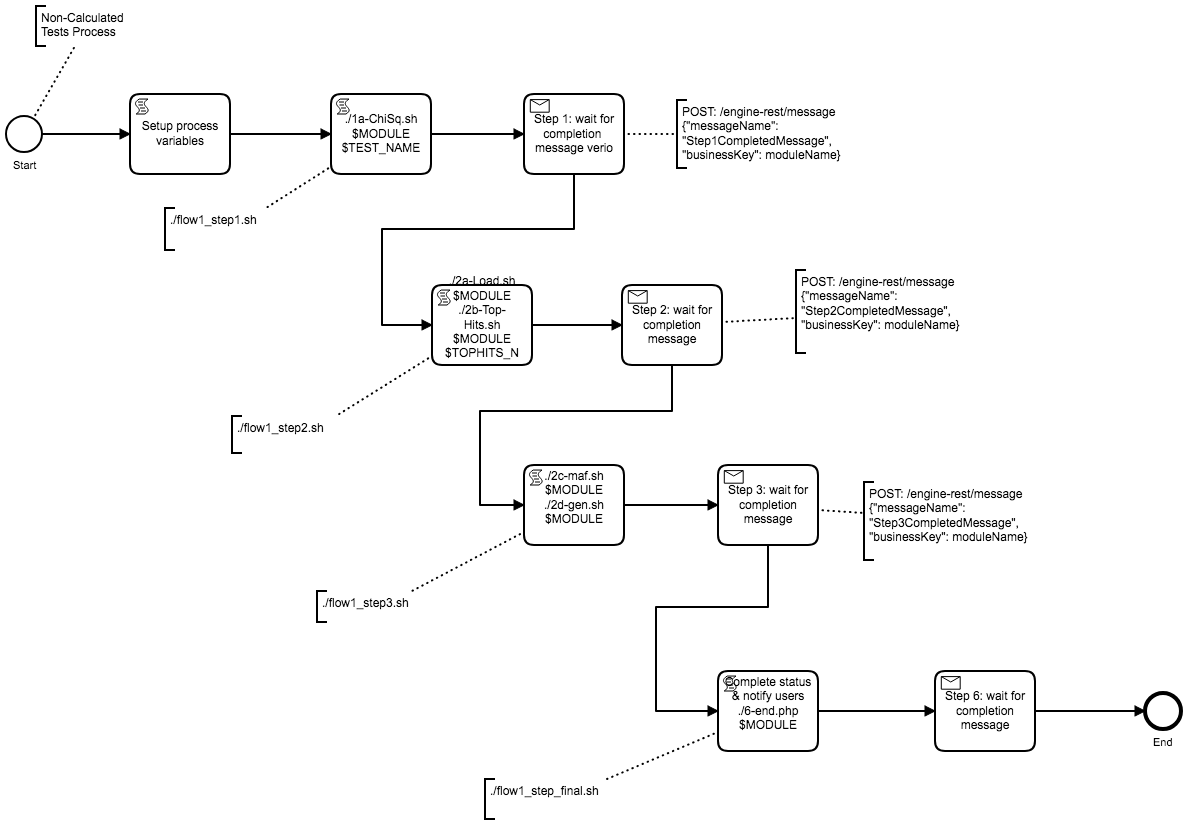 Non-Calculated
Tests Process
Start
Setup process
variables
./1a-ChiSq.sh
$MODULE
$TEST_NAME
Step 1: wait for
completion
message verio
POST: /engine-rest/message
{"messageName":
"Step1CompletedMessage",
"businessKey": moduleName}
./flow1_step1.sh
./2a-Load.sh
$MODULE
./2b-Top-
Hits.sh
$MODULE
$TOPHITS_N
Step 2: wait for
completion
message
POST: /engine-rest/message
{"messageName":
"Step2CompletedMessage",
"businessKey": moduleName}
./flow1_step2.sh
./2c-maf.sh
$MODULE
./2d-gen.sh
$MODULE
Step 3: wait for
completion
message
POST: /engine-rest/message
{"messageName":
"Step3CompletedMessage",
"businessKey": moduleName}
./flow1_step3.sh
Complete status
& notify users
./6-end.php
$MODULE
Step 6: wait for
completion
message
End
./flow1_step_final.sh